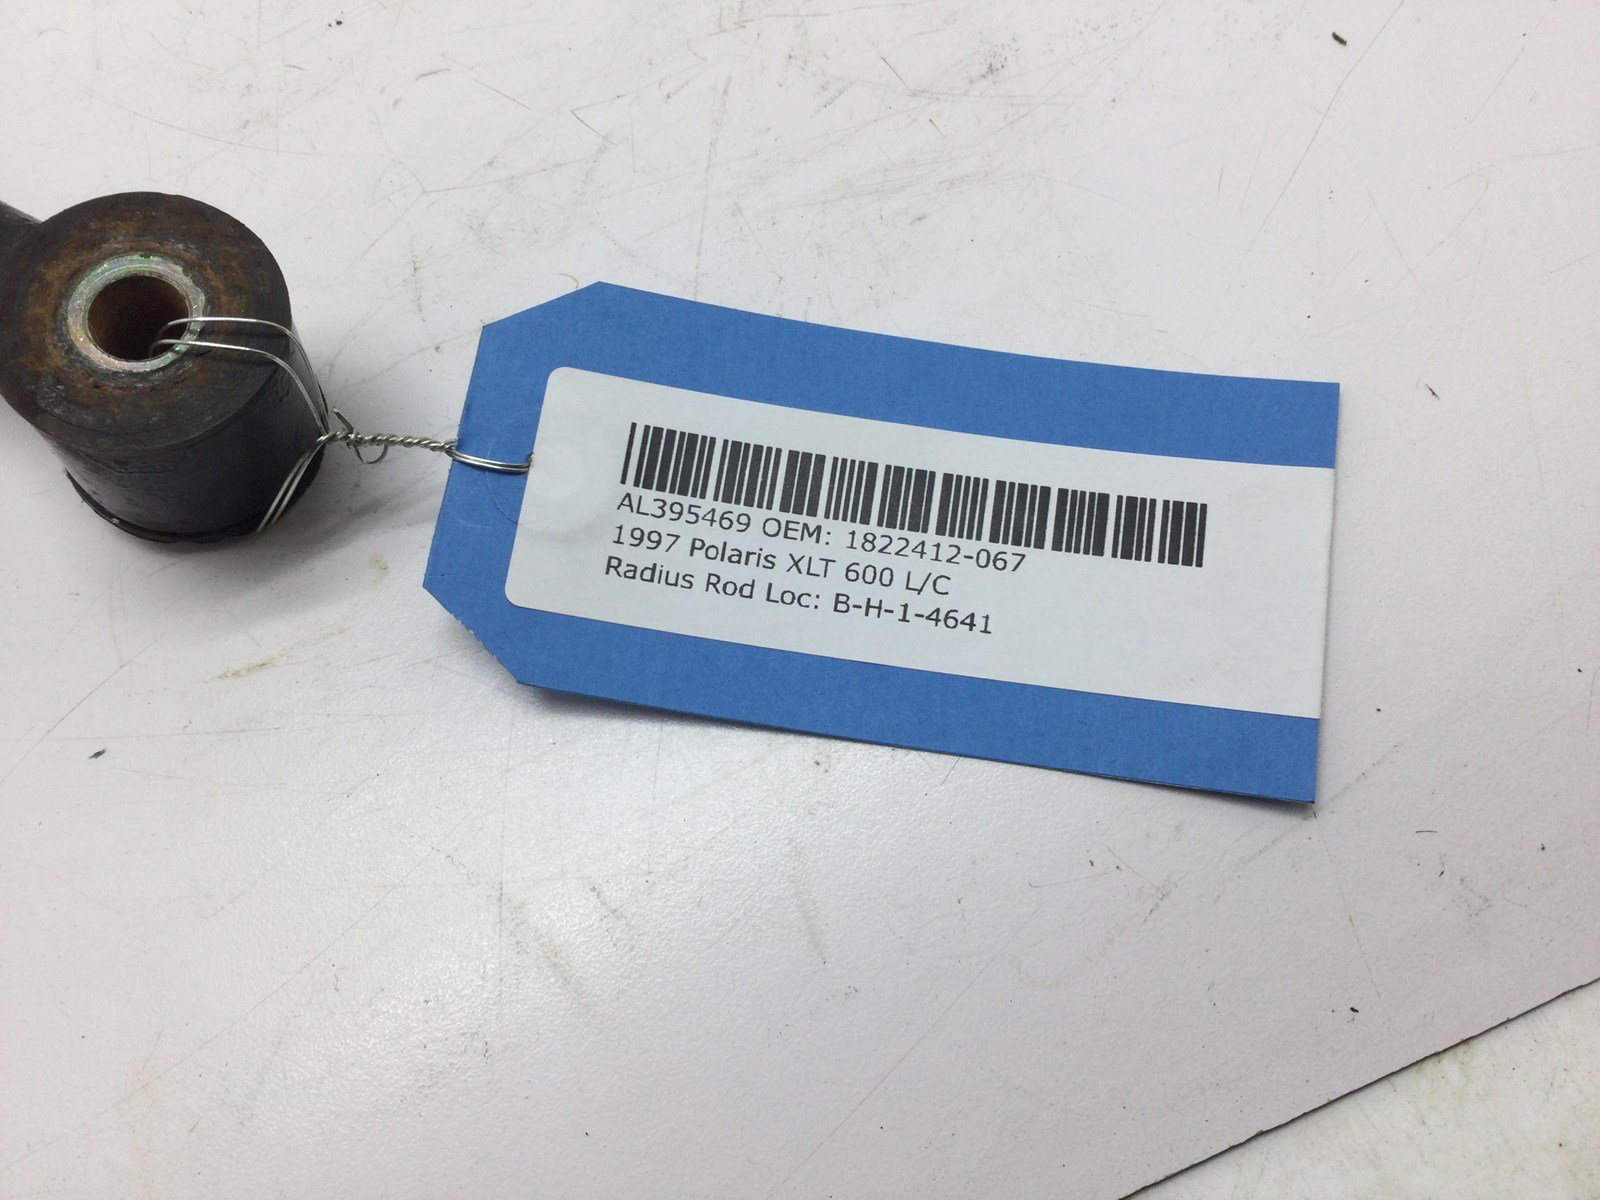 AL395469 OEM: 1822412-067
1997 Polaris XLT 600 L/C
Radius Rod Loc: B-H-1-4641